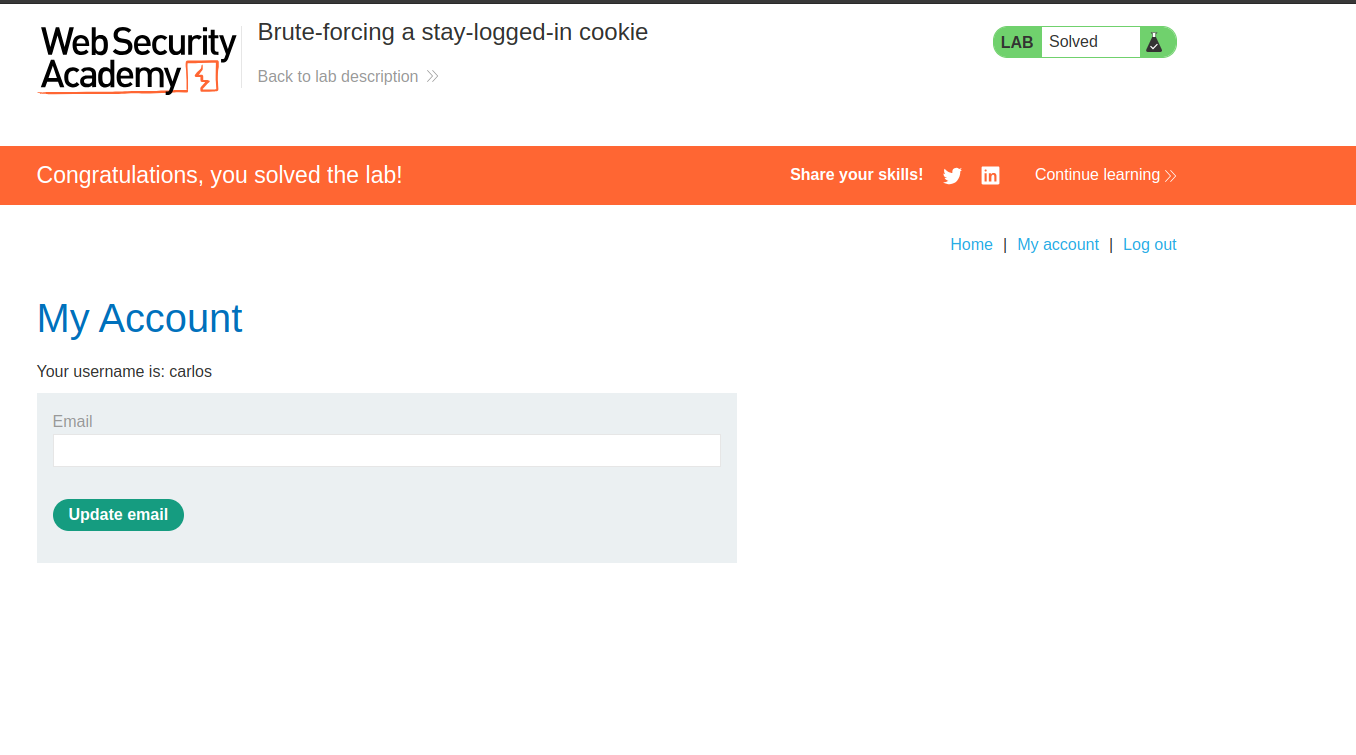 Web Security
Academy
Brute-forcing a stay-logged-in cookie
Back to lab description
LAB Solved
Congratulations, you solved the lab!
Share your skills!
Continue learning
Home | My account | Log out
My Account
Your username is: carlos
Email
Update email